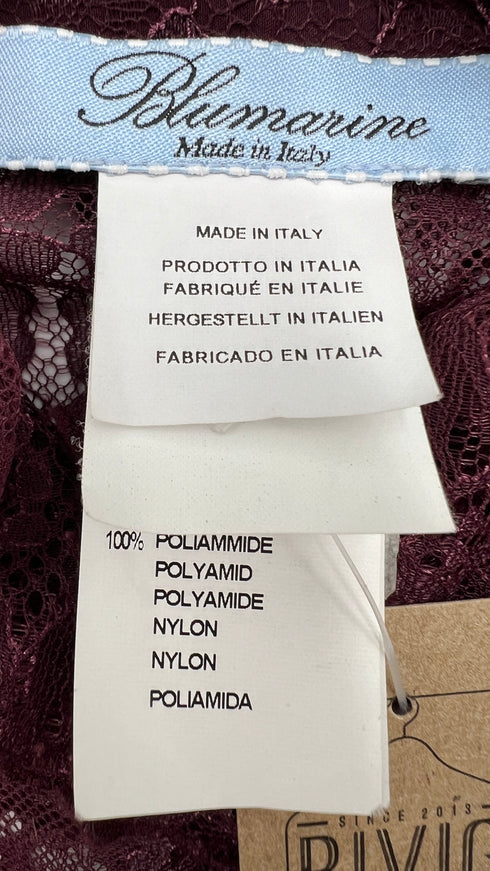 Blumarine
Made in Italy
MADE IN ITALY
PRODOTTO IN ITALIA
FABRIQUÉ EN ITALIE
HERGESTELLT IN ITALIEN
FABRICADO EN ITALIA
100% POLIAMMIDE
POLYAMID
POLYAMIDE
NYLON
NYLON
POLIAMIDA
SINCE 2013